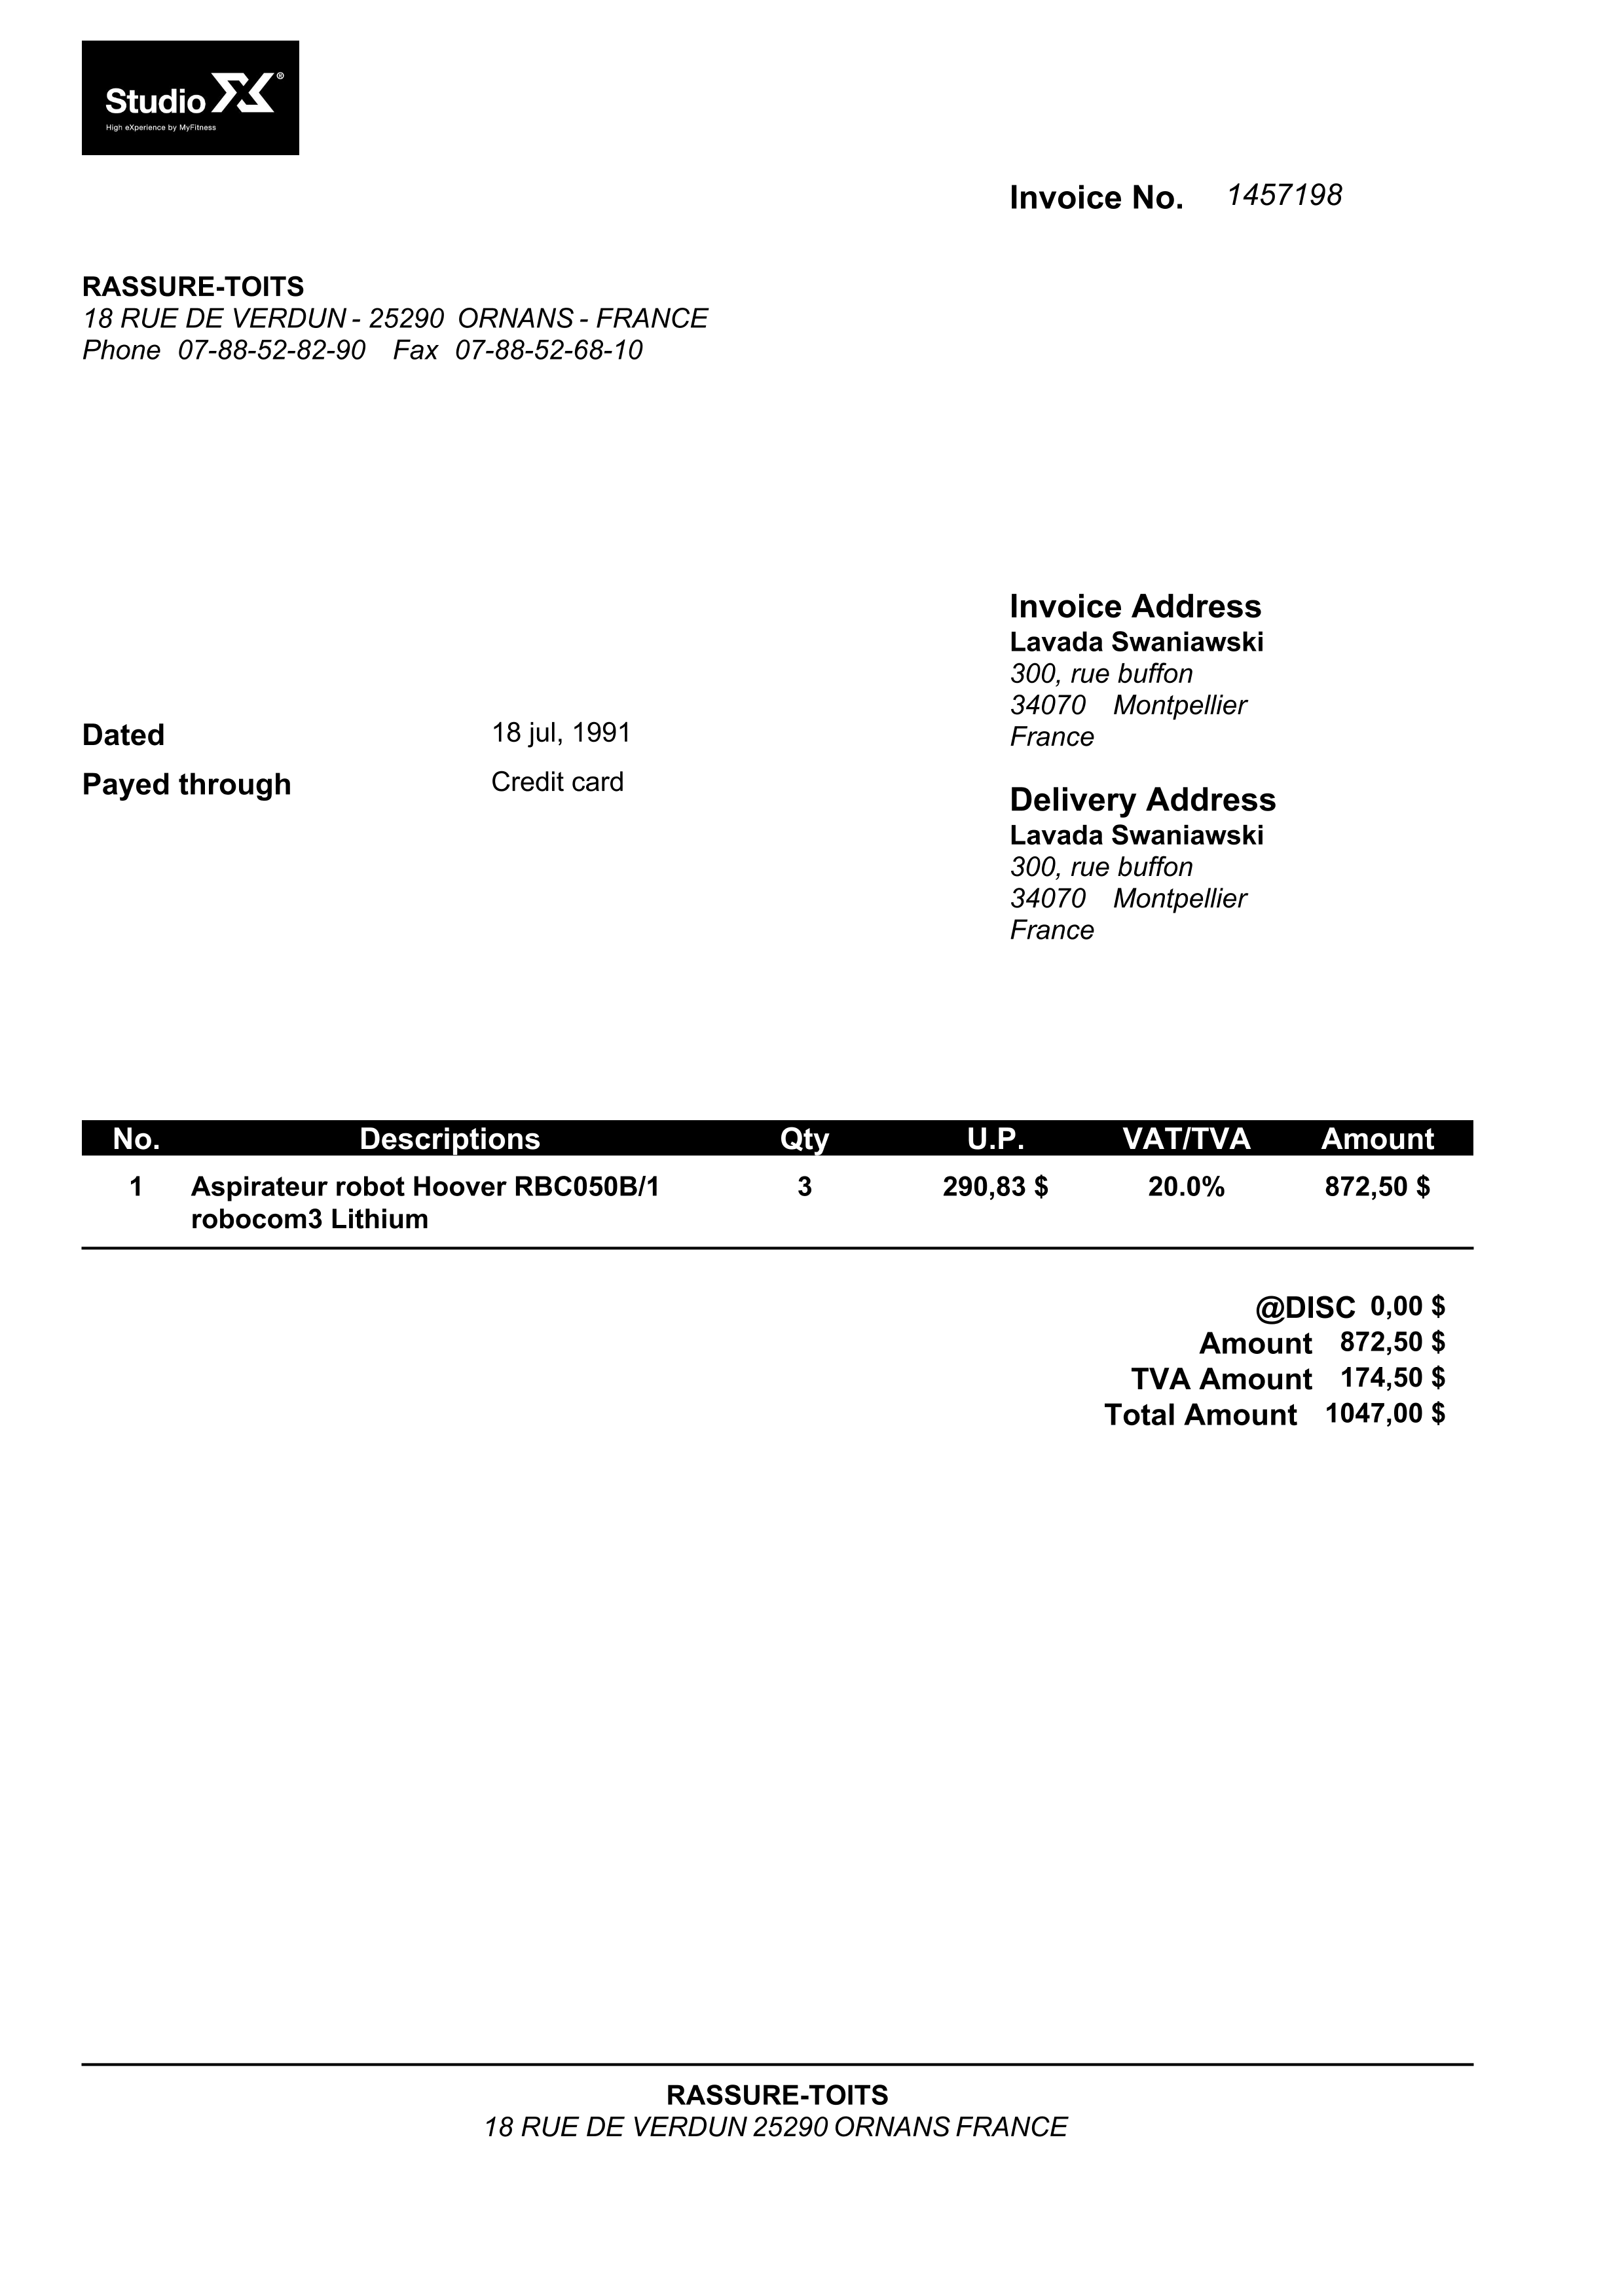 Studio X®
High eXperience by MyFitness
Invoice No. 1457198
RASSURE-TOITS
18 RUE DE VERDUN - 25290 ORNANS - FRANCE
Phone 07-88-52-82-90 Fax 07-88-52-68-10
Invoice Address
Lavada Swaniawski
300, rue buffon
34070 Montpellier
France
Dated 18 jul, 1991
Payed through Credit card
Delivery Address
Lavada Swaniawski
300, rue buffon
34070 Montpellier
France
No. Descriptions Qty U.P. VAT/TVA Amount
1 Aspirateur robot Hoover RBC050B/1 3 290,83 $ 20.0% 872,50 $
robocom3 Lithium
@DISC 0,00 $
Amount 872,50 $
TVA Amount 174,50 $
Total Amount 1047,00 $
RASSURE-TOITS
18 RUE DE VERDUN 25290 ORNANS FRANCE